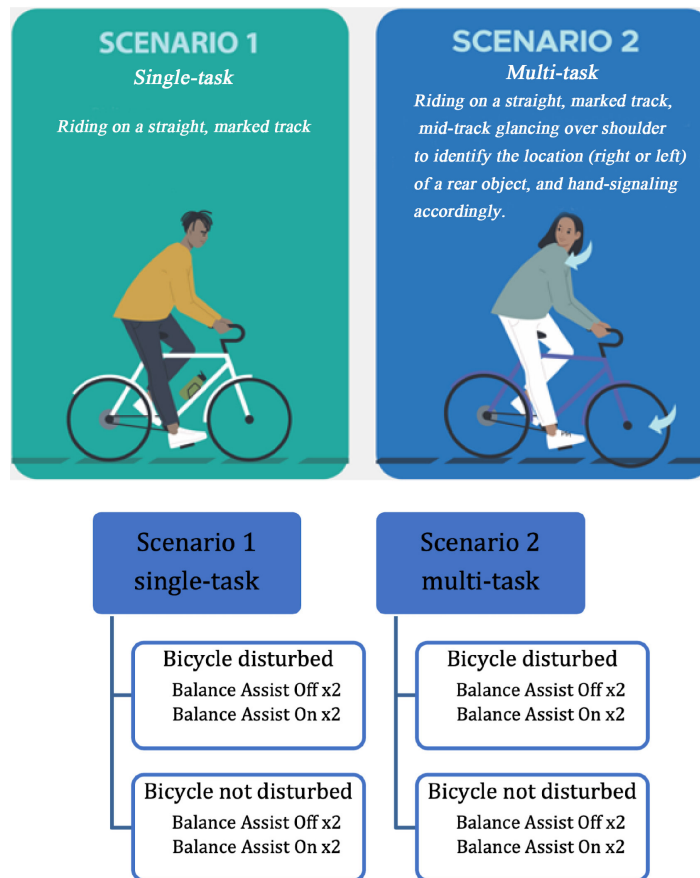 SCENARIO 1
Single-task
Riding on a straight, marked track
SCENARIO 2
Multi-task
Riding on a straight, marked track,
mid-track glancing over shoulder
to identify the location (right or left)
of a rear object, and hand-signaling
accordingly.
Scenario 1
single-task
Bicycle disturbed
Balance Assist Off x2
Balance Assist On x2
Bicycle not disturbed
Balance Assist Off x2
Balance Assist On x2
Scenario 2
multi-task
Bicycle disturbed
Balance Assist Off x2
Balance Assist On x2
Bicycle not disturbed
Balance Assist Off x2
Balance Assist On x2